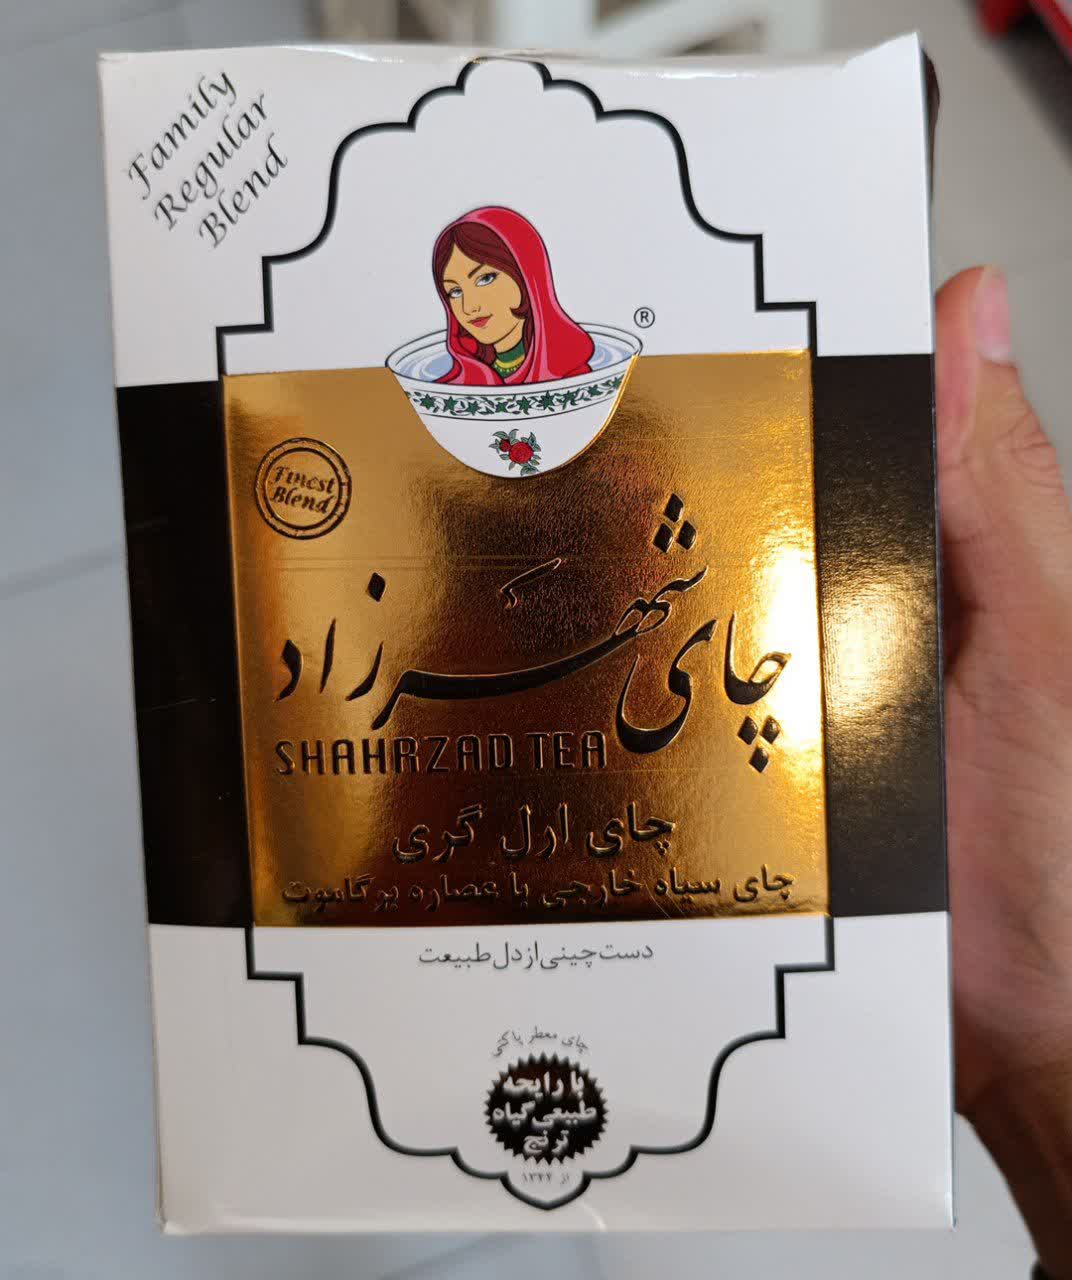 Family
Regular
Blend
®
Finest
Blend
چای شهرزاد
SHAHRZAD TEA
چای ارل گری
چای سیاه خارجی با عصاره برگاموت
دست‌چینی از دل طبیعت
چای معطر پاکتی
با رایحه
طبیعی گیاه
ترنج
از ۱۳۴۴